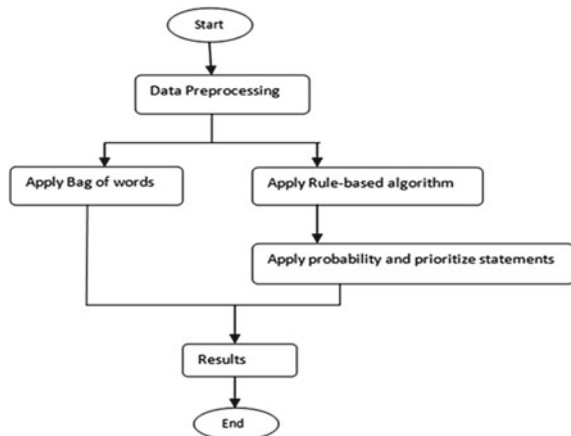 Start
Data Preprocessing
Apply Bag of words
Apply Rule-based algorithm
Apply probability and prioritize statements
Results
End